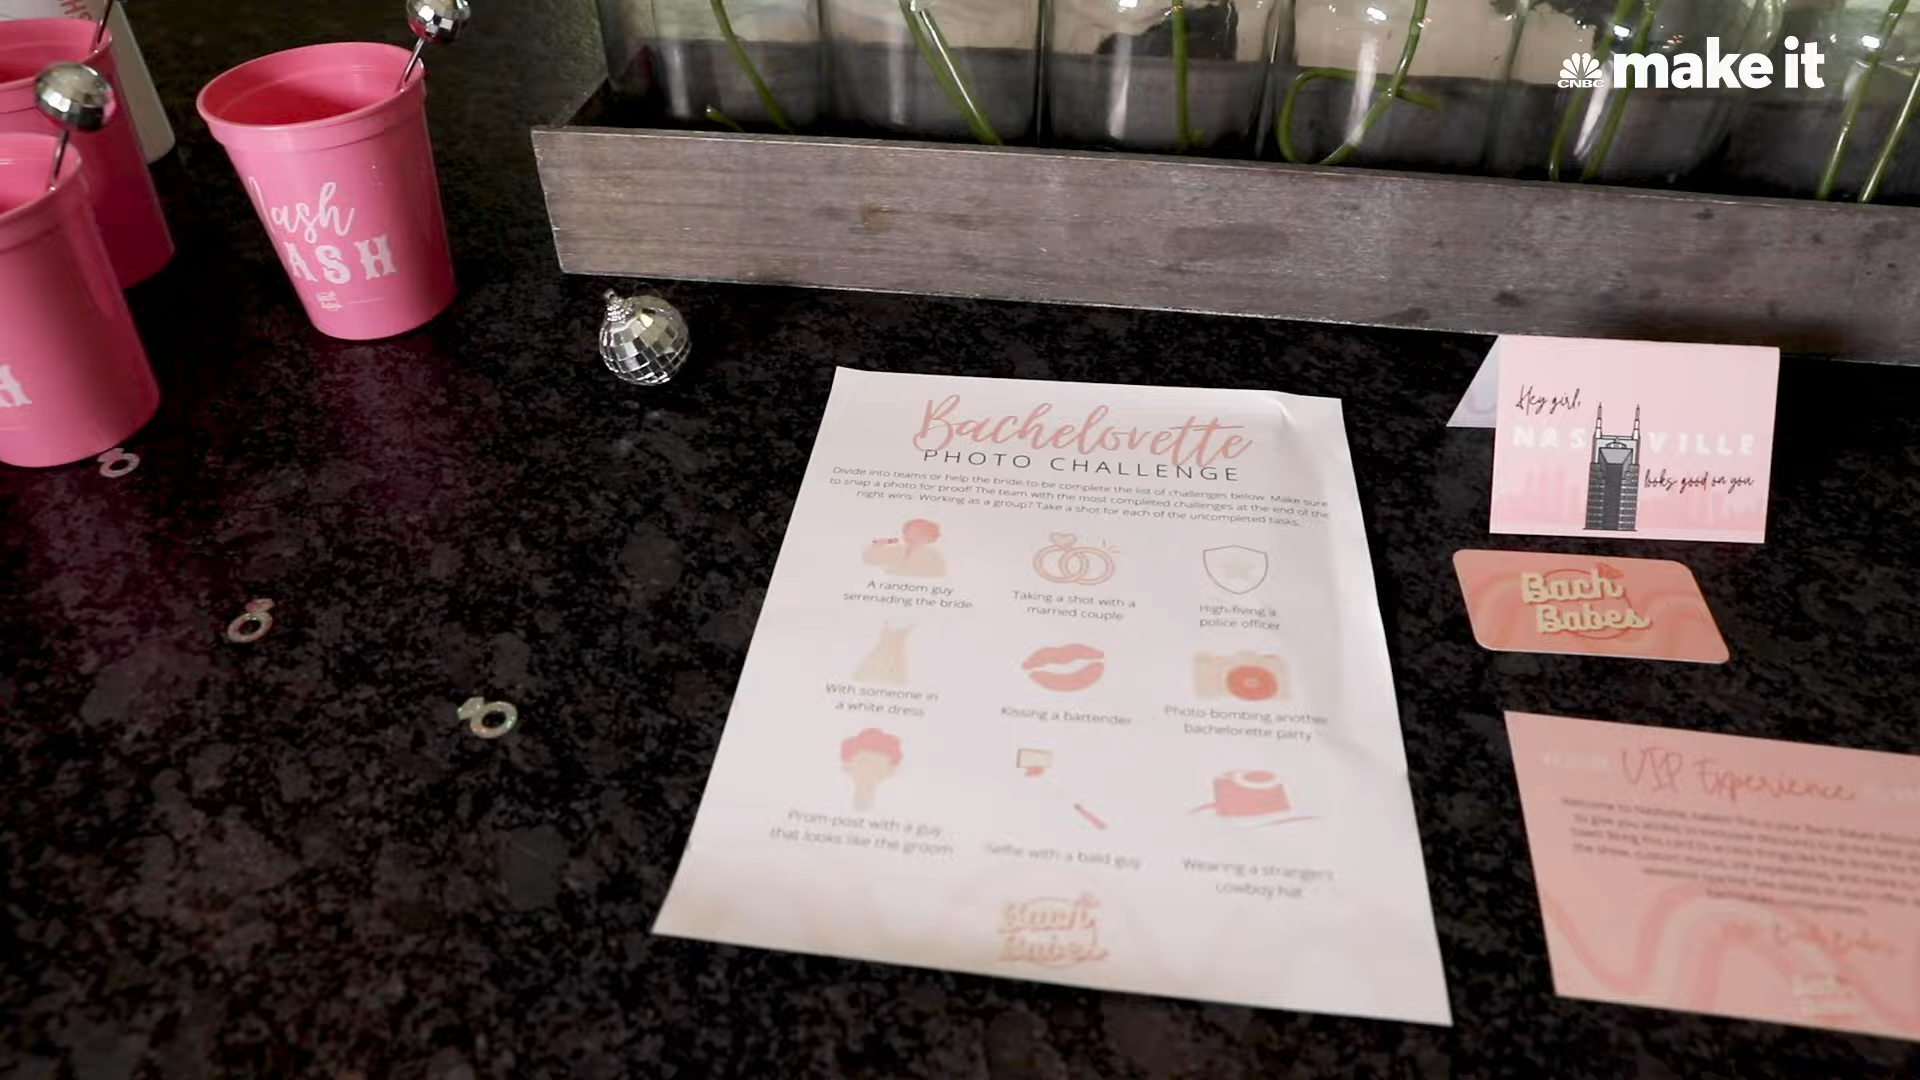 CNBC make it
ash
ASH
H
Bachelorette
PHOTO CHALLENGE
Divide into teams or help the bride-to-be complete the list of challenges below. Make sure
to snap a photo for proof! The team with the most completed challenges at the end of the
night wins. Working as a group? Take a shot for each of the uncompleted tasks.
A random guy
serenading the bride
Taking a shot with a
married couple
High-fiving a
police officer
With someone in
a white dress
Kissing a bartender
Photo-bombing another
bachelorette party
Prom-post with a guy
that looks like the groom
Selfie with a bald guy
Wearing a strangers
cowboy hat
Bach
Babes
Hey girl,
NASHVILLE
looks good on you
Bach
Babes
VIP Experience